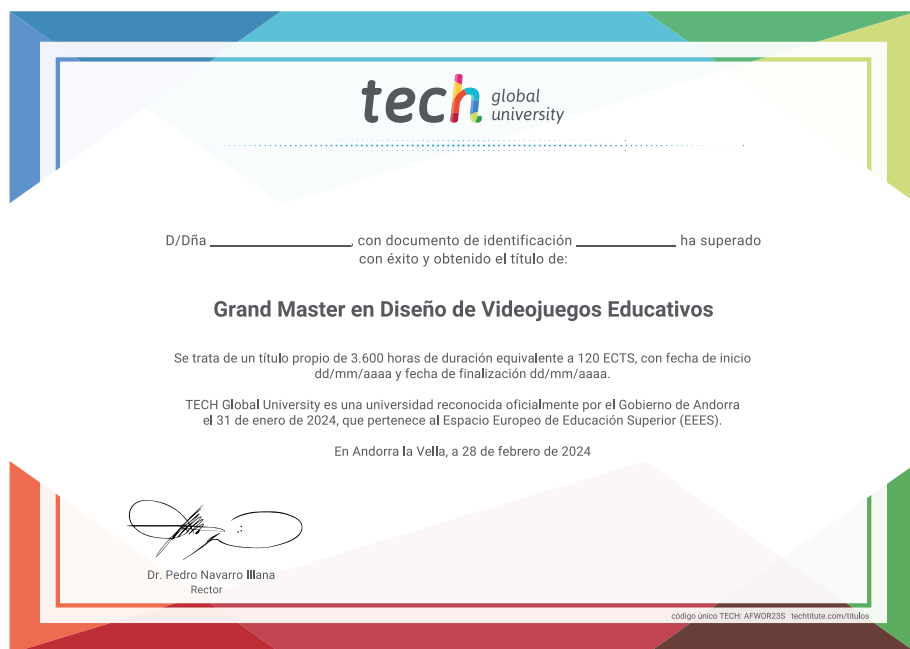 tech global
university
D/Dña ______________, con documento de identificación __________ ha superado
con éxito y obtenido el título de:
Grand Master en Diseño de Videojuegos Educativos
Se trata de un título propio de 3.600 horas de duración equivalente a 120 ECTS, con fecha de inicio
dd/mm/aaaa y fecha de finalización dd/mm/aaaa.
TECH Global University es una universidad reconocida oficialmente por el Gobierno de Andorra
el 31 de enero de 2024, que pertenece al Espacio Europeo de Educación Superior (EEES).
En Andorra la Vella, a 28 de febrero de 2024
Dr. Pedro Navarro Illana
Rector
código único TECH: AFWOR23S techtitute.com/titulos